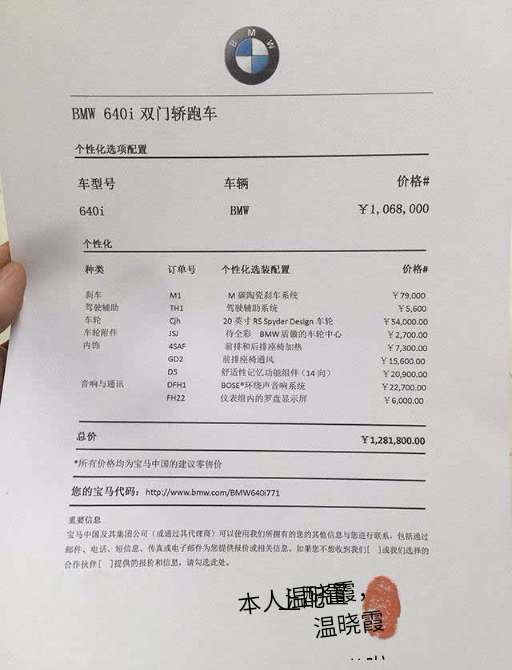 BMW
BMW 640i 双门轿跑车
个性化选项配置
车型号 车辆 价格#
640i BMW ￥1,068,000
个性化
种类 订单号 个性化选装配置 价格#
刹车 M1 M 碳陶瓷刹车系统 ￥79,000
驾驶辅助 TH1 驾驶辅助系统 ￥5,600
车轮 Cjh 20 英寸 RS Spyder Design 车轮 ￥54,000.00
车轮附件 JSJ 待全彩 BMW 盾徽的车轮中心 ￥2,700.00
内饰 4SAF 前排和后排座椅加热 ￥7,300.00
GD2 前排座椅通风 ￥15,600.00
D5 舒适性记忆功能组件（14 向） ￥20,900.00
音响与通讯 DFH1 BOSE®环绕声音响系统 ￥22,700.00
FH22 仪表组内的罗盘显示屏 ￥6,000.00
总价 ￥1,281,800.00
*所有价格均为宝马中国的建议零售价
您的宝马代码：http://www.bmw.com/BMW640i771
重要信息
宝马中国及其集团公司（或通过其代理商）可以使用我们所拥有的您的其他信息与您进行联系，包括通过
邮件、电话、短信息、传真或电子邮件为您提供报价或相关信息。如果您不想收到我们[ ]或我们选择的
合作伙伴[ ]提供的报价和信息，请勾选此处。
本人温晓霞，
温晓霞